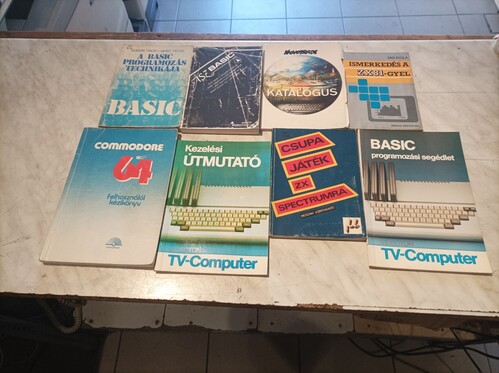 A BASIC
PROGRAMOZÁS
TECHNIKÁJA
BASIC
BASIC
NOVOTRADE
KATALÓGUS
ISMERKEDÉS A
ZX81-GYEL
COMMODORE
64
felhasználói
kézikönyv
Kezelési
ÚTMUTATÓ
TV-Computer
CSUPA
JÁTÉK
ZX
SPECTRUMRA
BASIC
programozási segédlet
TV-Computer